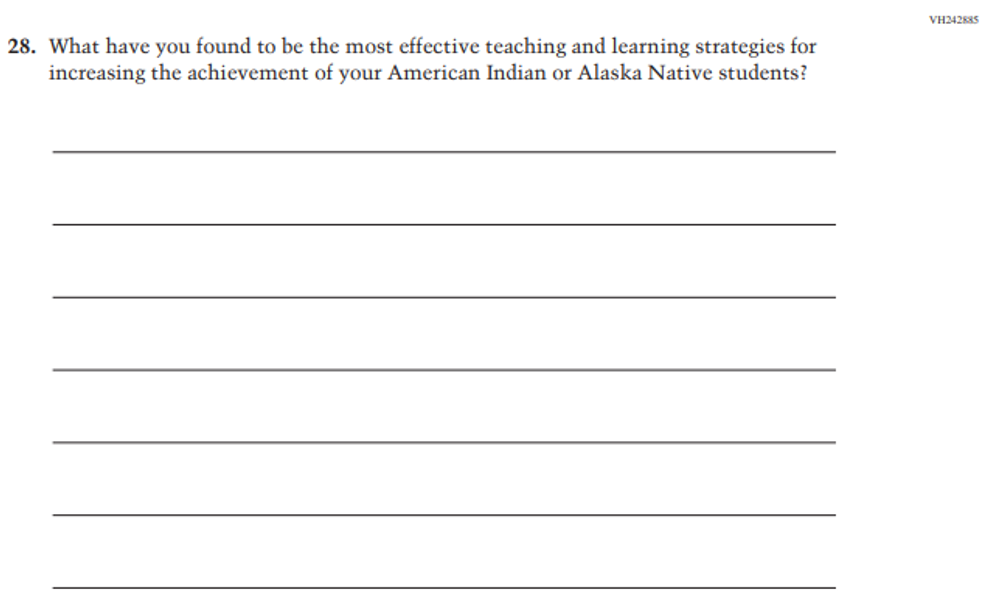 VH242885
28. What have you found to be the most effective teaching and learning strategies for
increasing the achievement of your American Indian or Alaska Native students?